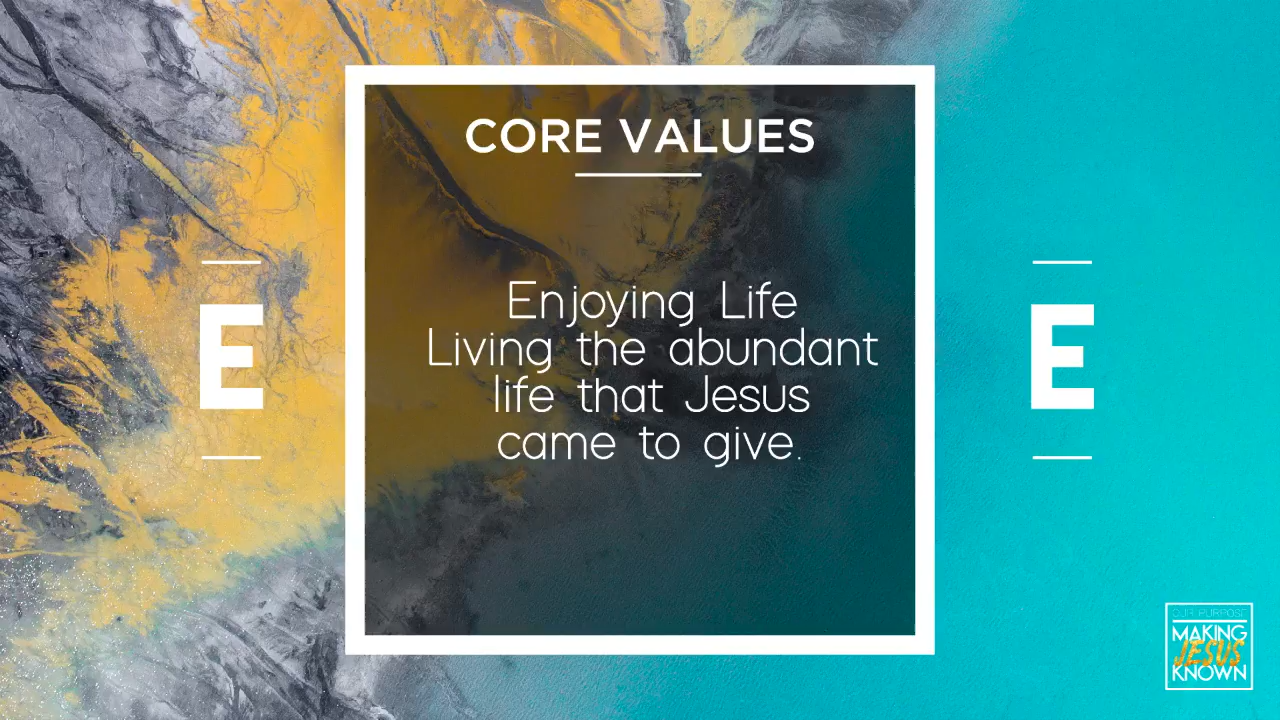 CORE VALUES
E
Enjoying Life
Living the abundant
life that Jesus
came to give.
E
OUR PURPOSE
MAKING
JESUS
KNOWN